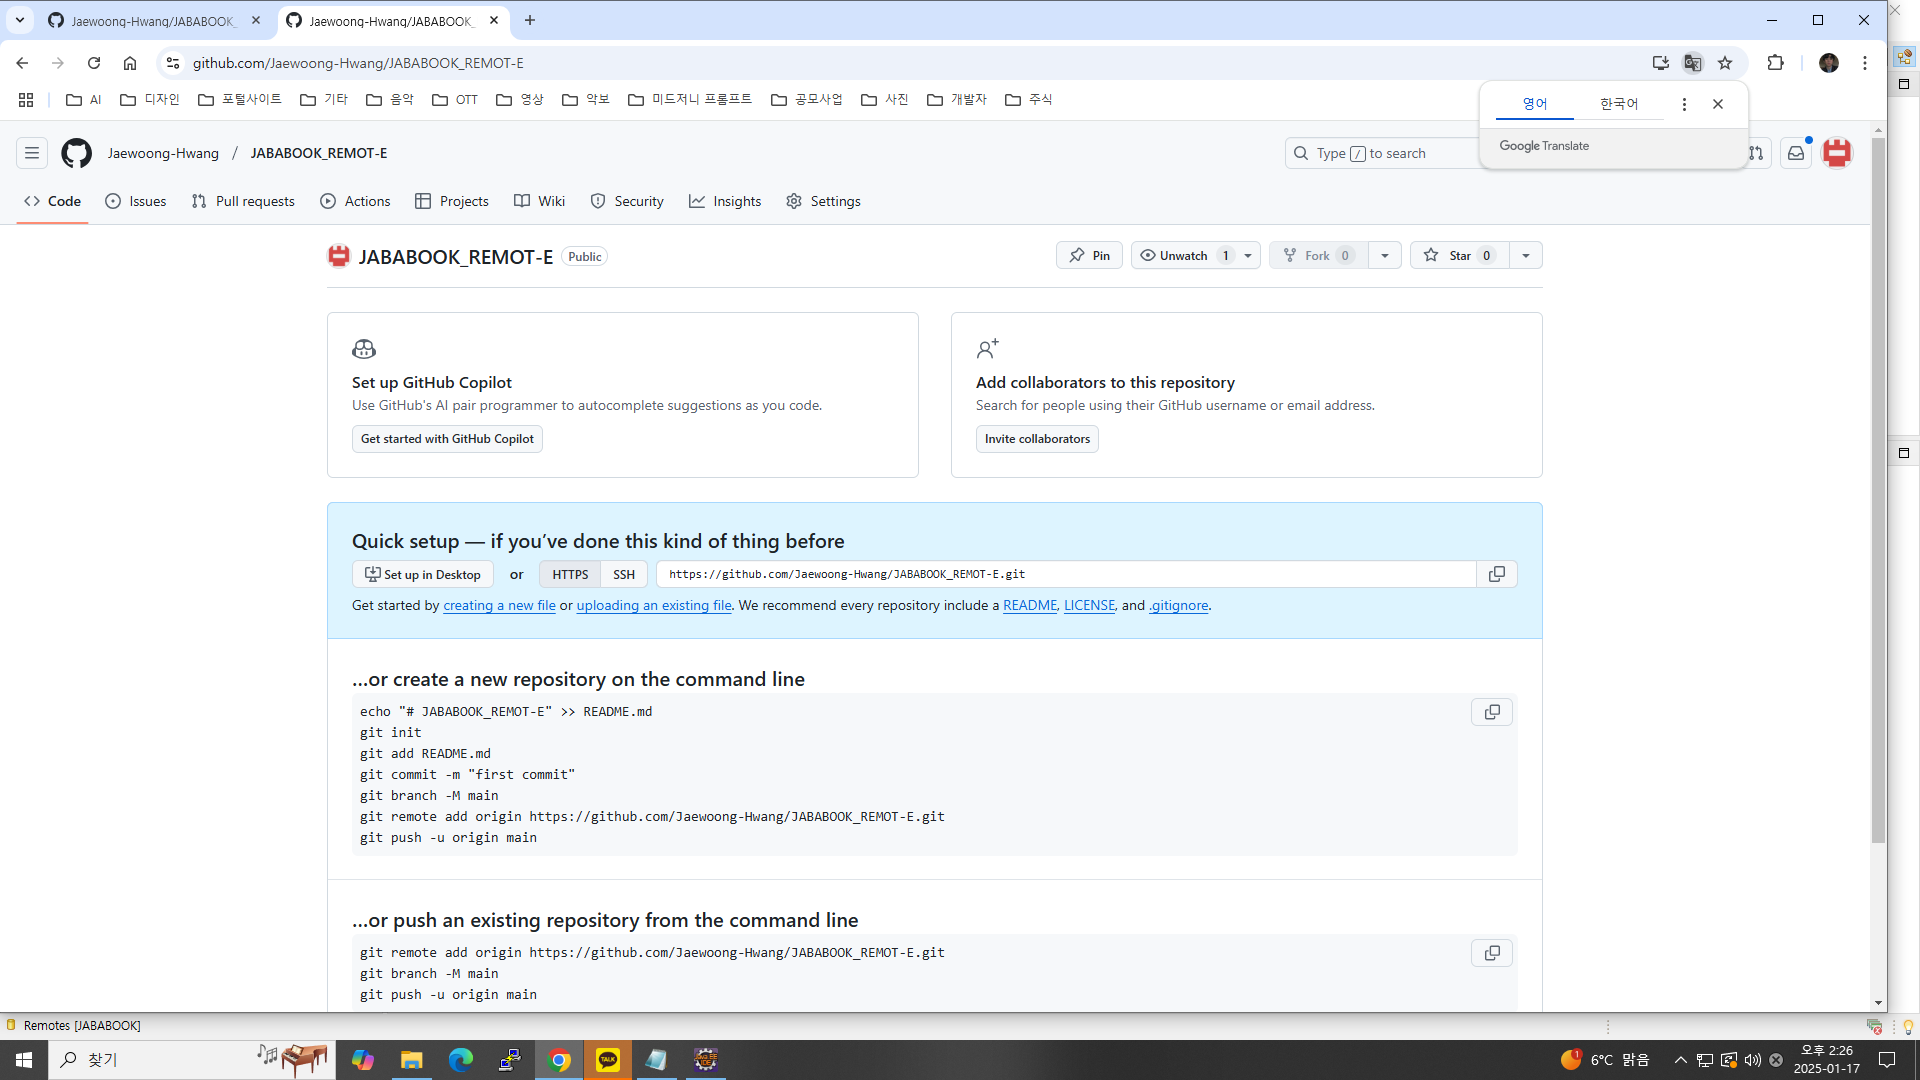 Jaewoong-Hwang/JABABOOK_
Jaewoong-Hwang/JABABOOK_
github.com/Jaewoong-Hwang/JABABOOK_REMOT-E
AI 디자인 포털사이트 기타 음악 OTT 영상 악보 미드저니 프롬프트 공모사업 사진 개발자 주식
영어 한국어
Google Translate
Jaewoong-Hwang / JABABOOK_REMOT-E
Type / to search
Code Issues Pull requests Actions Projects Wiki Security Insights Settings
JABABOOK_REMOT-E Public
Pin Unwatch 1 Fork 0 Star 0
Set up GitHub Copilot
Use GitHub's AI pair programmer to autocomplete suggestions as you code.
Get started with GitHub Copilot
Add collaborators to this repository
Search for people using their GitHub username or email address.
Invite collaborators
Quick setup — if you’ve done this kind of thing before
Set up in Desktop or HTTPS SSH https://github.com/Jaewoong-Hwang/JABABOOK_REMOT-E.git
Get started by creating a new file or uploading an existing file. We recommend every repository include a README, LICENSE, and .gitignore.
…or create a new repository on the command line
echo "# JABABOOK_REMOT-E" >> README.md
git init
git add README.md
git commit -m "first commit"
git branch -M main
git remote add origin https://github.com/Jaewoong-Hwang/JABABOOK_REMOT-E.git
git push -u origin main
…or push an existing repository from the command line
git remote add origin https://github.com/Jaewoong-Hwang/JABABOOK_REMOT-E.git
git branch -M main
git push -u origin main
Remotes [JABABOOK]
찾기
TALK
1
6°C 맑음
오후 2:26
2025-01-17